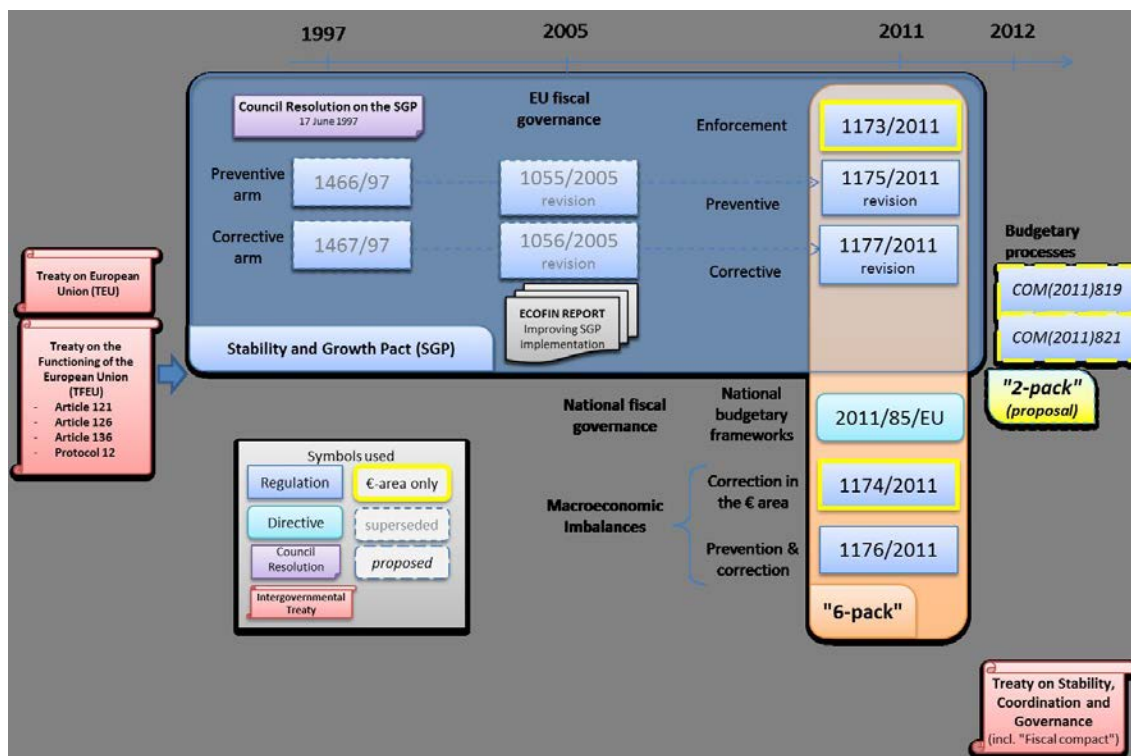 1997
2005
2011
2012
Council Resolution on the SGP
17 June 1997
EU fiscal
governance
Enforcement
1173/2011
Preventive
arm
1466/97
1055/2005
revision
Preventive
1175/2011
revision
Corrective
arm
1467/97
1056/2005
revision
Corrective
1177/2011
revision
ECOFIN REPORT
Improving SGP
implementation
Stability and Growth Pact (SGP)
Treaty on European
Union (TEU)
Treaty on the
Functioning of the
European Union
(TFEU)
- Article 121
- Article 126
- Article 136
- Protocol 12
Budgetary
processes
COM(2011)819
COM(2011)821
"2-pack"
(proposal)
National fiscal
governance
National
budgetary
frameworks
2011/85/EU
Macroeconomic
Imbalances
Correction in
the € area
1174/2011
Prevention &
correction
1176/2011
"6-pack"
Symbols used
Regulation
€-area only
Directive
superseded
Council
Resolution
proposed
Intergovernmental
Treaty
Treaty on Stability,
Coordination and
Governance
(incl. "Fiscal compact")